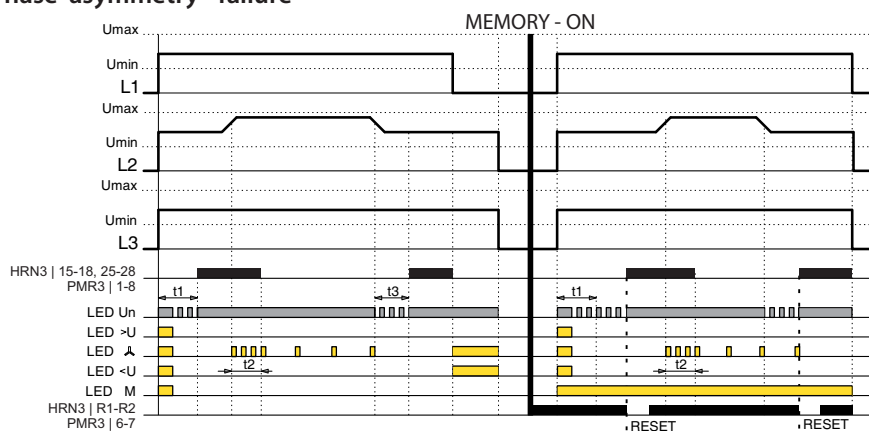 hase asymmetry failure
MEMORY - ON
Umax
Umin
L1
Umax
Umin
L2
Umax
Umin
L3
HRN3 | 15-18, 25-28
PMR3 | 1-8
t1
t3
t1
LED Un
LED >U
LED
t2
t2
LED <U
LED M
HRN3 | R1-R2
PMR3 | 6-7
RESET
RESET